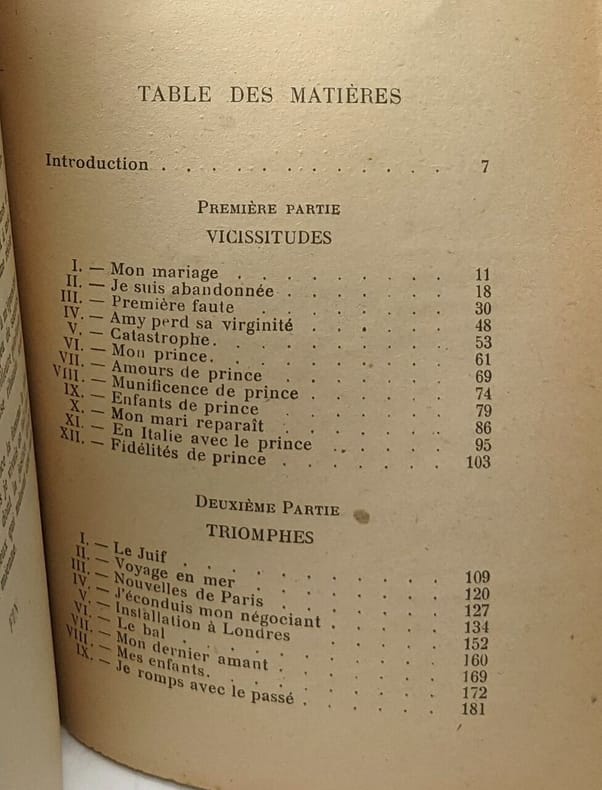 TABLE DES MATIÈRES
Introduction . . . . . . . . . . . . . 7
PREMIÈRE PARTIE
VICISSITUDES
I. — Mon mariage . . . . . . . . 11
II. — Je suis abandonnée . . . . . . 18
III. — Première faute . . . . . . . 30
IV. — Amy perd sa virginité . . . . . 48
V. — Catastrophe. . . . . . . . . 53
VI. — Mon prince. . . . . . . . . 61
VII. — Amours de prince . . . . . . 69
VIII. — Munificence de prince . . . . . 74
IX. — Enfants de prince . . . . . . 79
X. — Mon mari reparaît . . . . . . 86
XI. — En Italie avec le prince . . . . . 95
XII. — Fidélités de prince . . . . . . 103
DEUXIÈME PARTIE
TRIOMPHES
I. — Le Juif . . . . . . . . . . 109
II. — Voyage en mer . . . . . . . 120
III. — Nouvelles de Paris . . . . . . 127
IV. — J'éconduis mon négociant . . . . 134
V. — Installation à Londres . . . . . 152
VI. — Le bal . . . . . . . . . 160
VII. — Mon dernier amant . . . . . . 169
VIII. — Mes enfants. . . . . . . . 172
IX. — Je romps avec le passé . . . . . 181